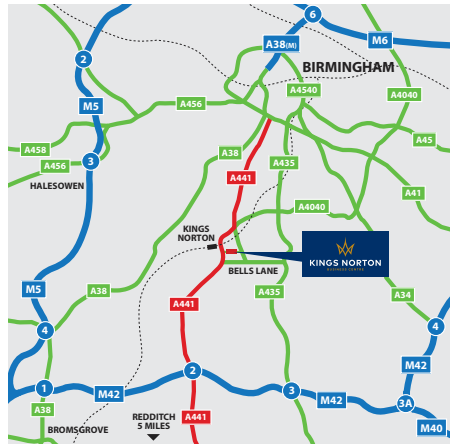 6
A38(M)
M6
2
BIRMINGHAM
A4540
A4040
M5
A456
A45
A458
A38
3
A456
A435
HALESOWEN
A441
A41
A4040
KINGS
NORTON
KINGS NORTON
BUSINESS CENTRE
BELLS LANE
M5
A38
A435
A34
A441
4
4
2
M42
1
M42
3
M42
3A
A38
REDDITCH
5 MILES
A441
M40
BROMSGROVE